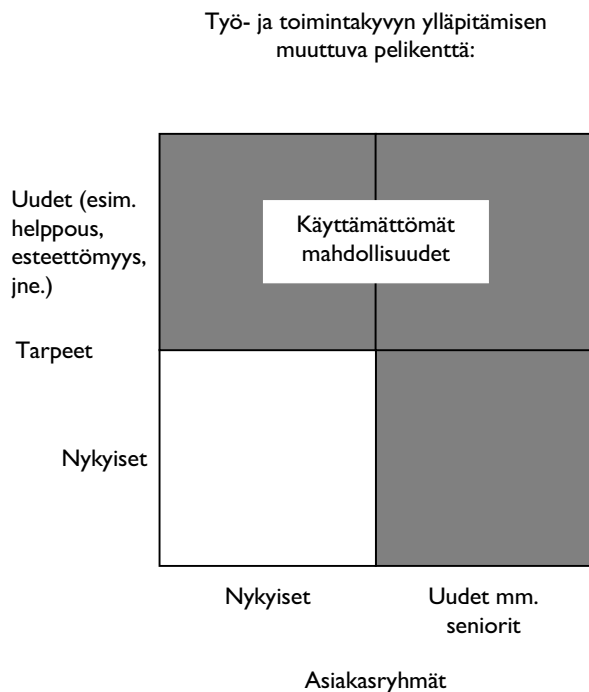 Työ- ja toimintakyvyn ylläpitämisen
muuttuva pelikenttä:
Uudet (esim.
helppous,
esteettömyys,
jne.)
Käyttämättömät
mahdollisuudet
Tarpeet
Nykyiset
Nykyiset
Uudet mm.
seniorit
Asiakasryhmät